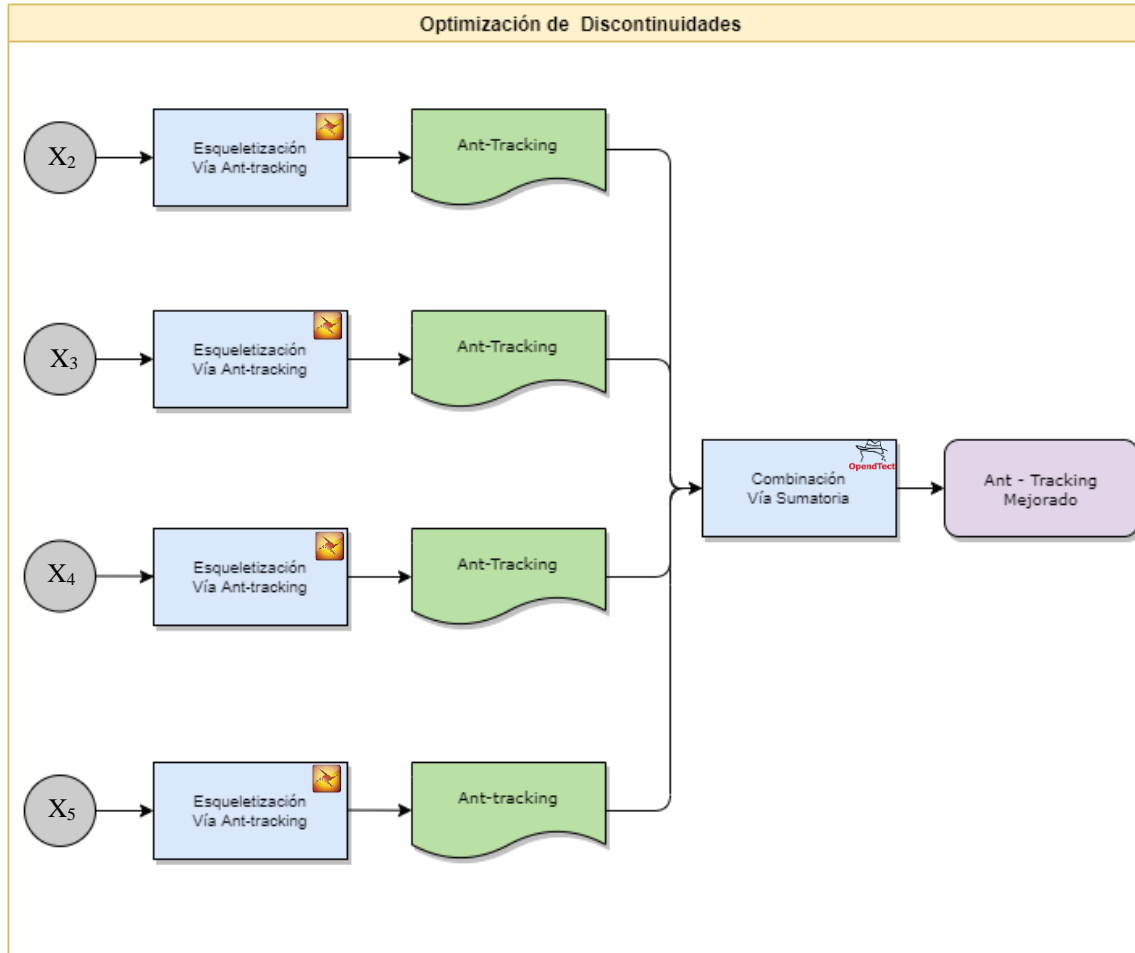 Optimización de Discontinuidades
X2
Esqueletización
Vía Ant-tracking
Ant-Tracking
X3
Esqueletización
Vía Ant-tracking
Ant-Tracking
OpendTect
Combinación
Vía Sumatoria
Ant - Tracking
Mejorado
X4
Esqueletización
Vía Ant-tracking
Ant-Tracking
X5
Esqueletización
Vía Ant-tracking
Ant-tracking